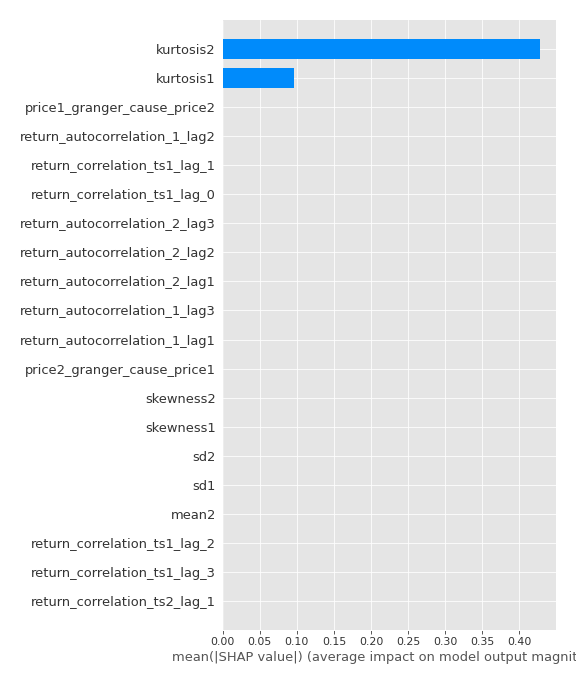 kurtosis2
kurtosis1
price1_granger_cause_price2
return_autocorrelation_1_lag2
return_correlation_ts1_lag_1
return_correlation_ts1_lag_0
return_autocorrelation_2_lag3
return_autocorrelation_2_lag2
return_autocorrelation_2_lag1
return_autocorrelation_1_lag3
return_autocorrelation_1_lag1
price2_granger_cause_price1
skewness2
skewness1
sd2
sd1
mean2
return_correlation_ts1_lag_2
return_correlation_ts1_lag_3
return_correlation_ts2_lag_1
0.00 0.05 0.10 0.15 0.20 0.25 0.30 0.35 0.40
mean(|SHAP value|) (average impact on model output magnit